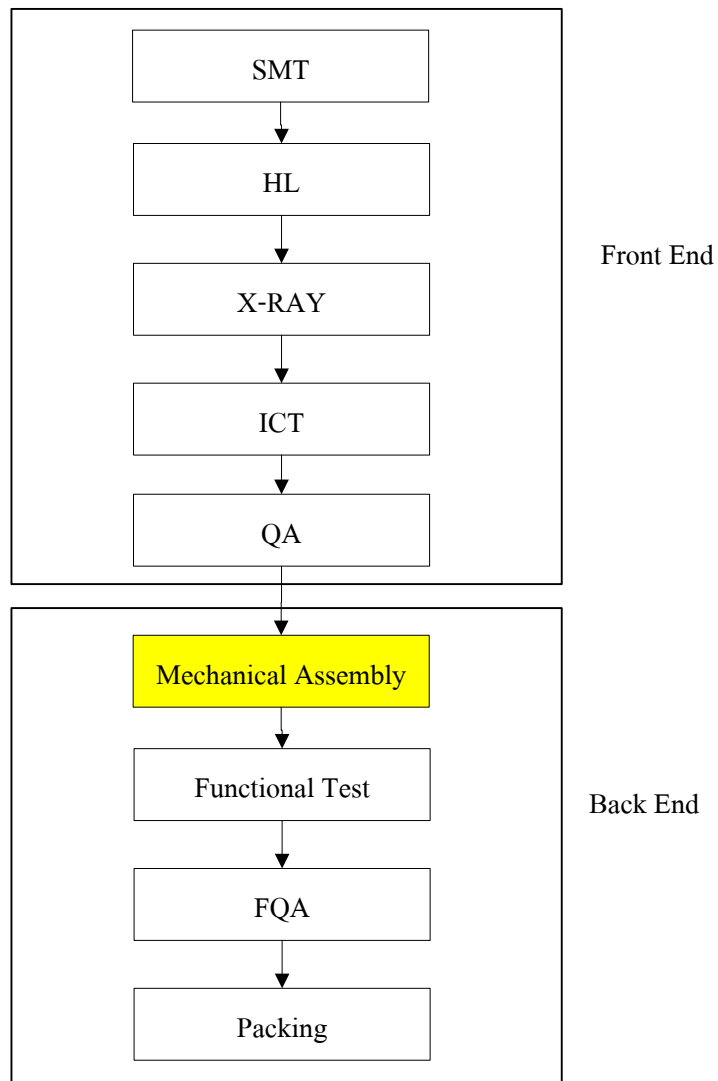 SMT
HL
X-RAY
Front End
ICT
QA
Mechanical Assembly
Functional Test
Back End
FQA
Packing